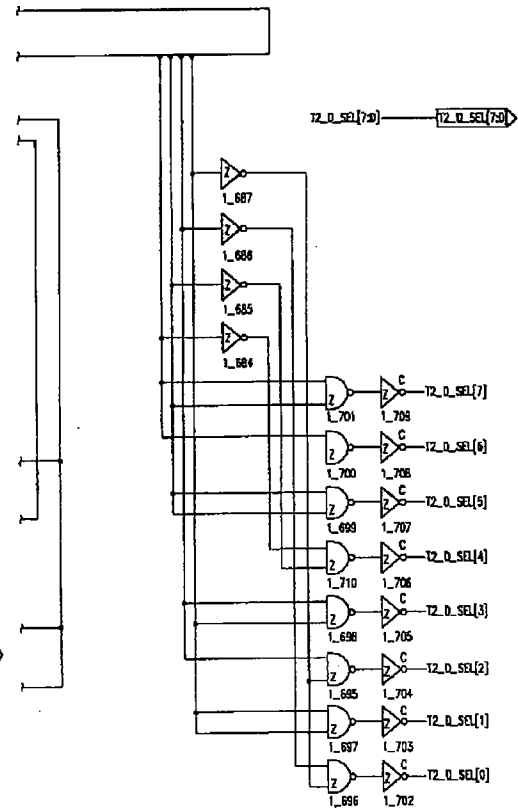 T2_D_SEL[7:0] T2_D_SEL[7:0]
Z
1_687
Z
1_686
Z
1_685
Z
1_684
Z Z C T2_D_SEL[7]
1_701 1_709
Z Z C T2_D_SEL[6]
1_700 1_708
Z Z C T2_D_SEL[5]
1_699 1_707
Z Z C T2_D_SEL[4]
1_710 1_706
Z Z C T2_D_SEL[3]
1_698 1_705
Z Z C T2_D_SEL[2]
1_695 1_704
Z Z C T2_D_SEL[1]
1_697 1_703
Z Z C T2_D_SEL[0]
1_696 1_702